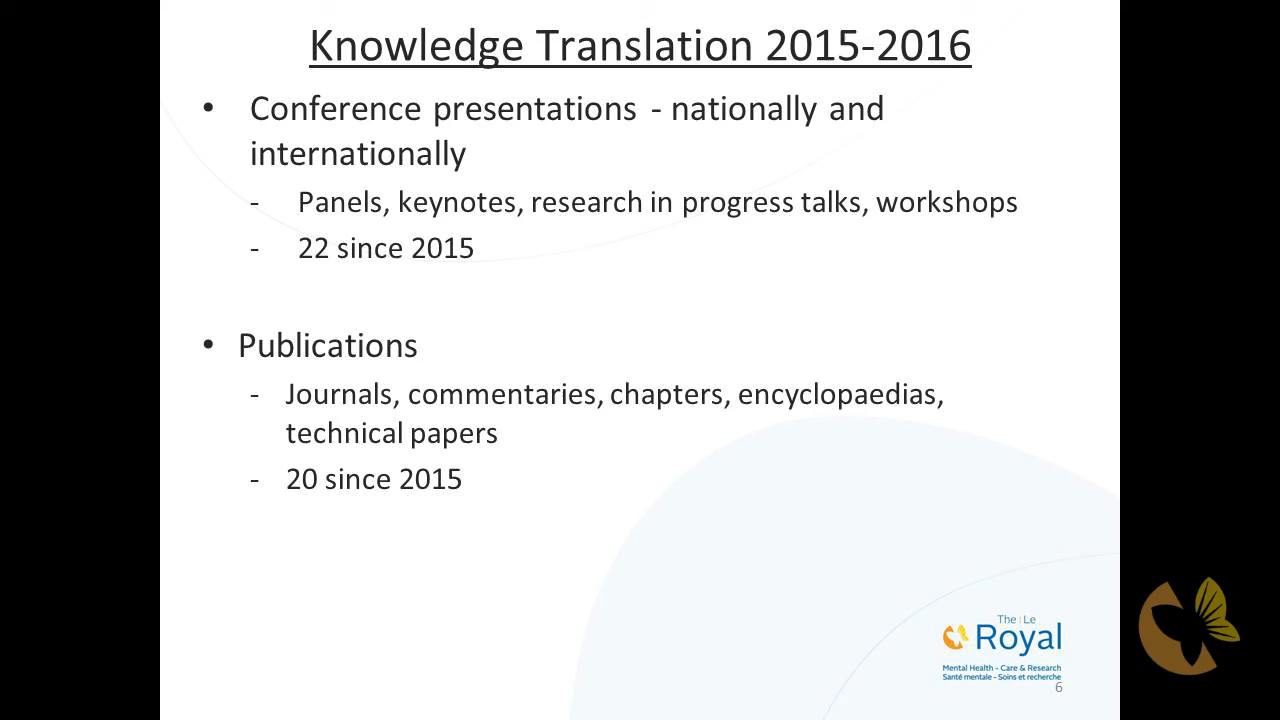 Knowledge Translation 2015-2016
• Conference presentations - nationally and
internationally
- Panels, keynotes, research in progress talks, workshops
- 22 since 2015
• Publications
- Journals, commentaries, chapters, encyclopaedias,
technical papers
- 20 since 2015
The | Le
Royal
Mental Health - Care & Research
Santé mentale - Soins et recherche
6